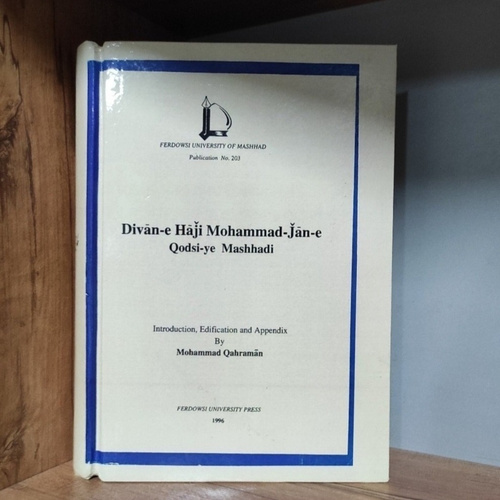 FERDOWSI UNIVERSITY OF MASHHAD
Publication No. 203
Divān-e Hāǰi Mohammad-J̌ān-e
Qodsi-ye Mashhadi
Introduction, Edification and Appendix
By
Mohammad Qahramān
FERDOWSI UNIVERSITY PRESS
1996